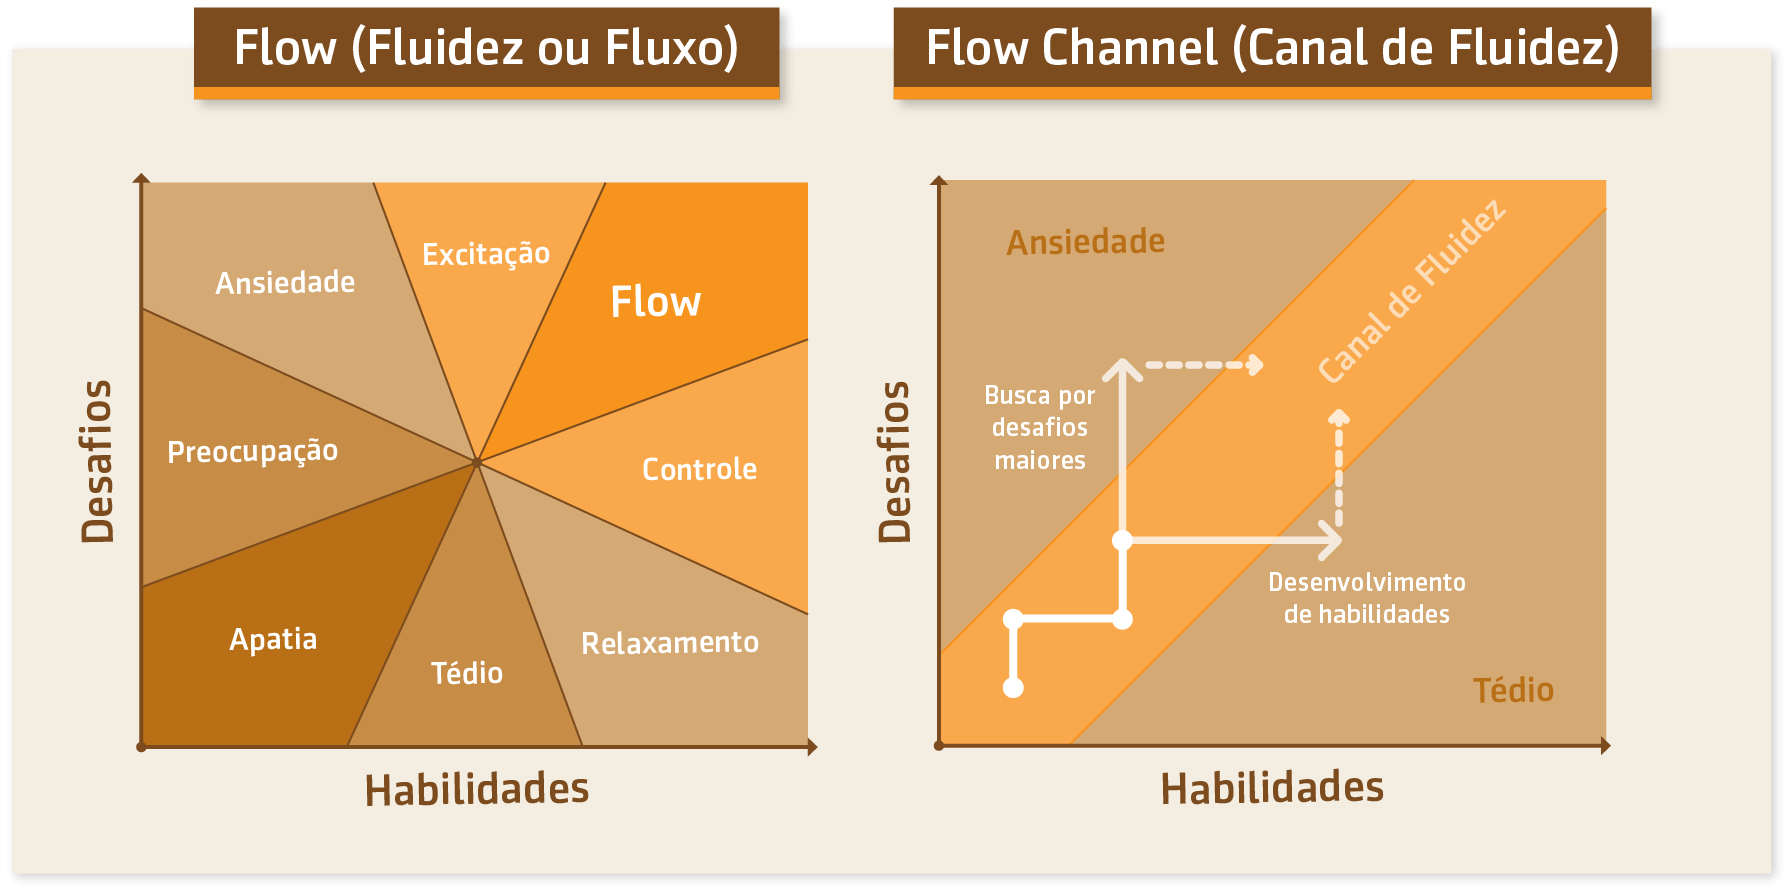 Flow (Fluidez ou Fluxo)
Ansiedade
Excitação
Flow
Preocupação
Controle
Apatia
Tédio
Relaxamento
Desafios
Habilidades
Flow Channel (Canal de Fluidez)
Ansiedade
Canal de Fluidez
Busca por
desafios
maiores
Desenvolvimento
de habilidades
Tédio
Desafios
Habilidades